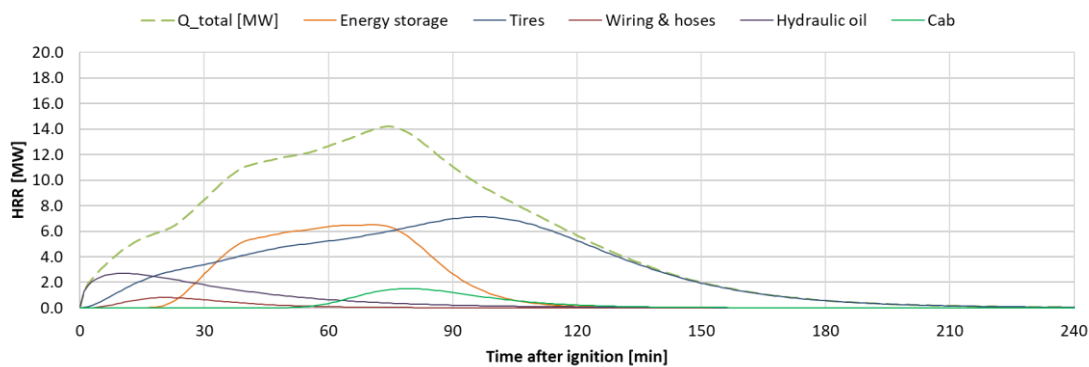 Q_total [MW] Energy storage Tires Wiring & hoses Hydraulic oil Cab
20.0
18.0
16.0
14.0
12.0
10.0
8.0
6.0
4.0
2.0
0.0
HRR [MW]
0 30 60 90 120 150 180 210 240
Time after ignition [min]